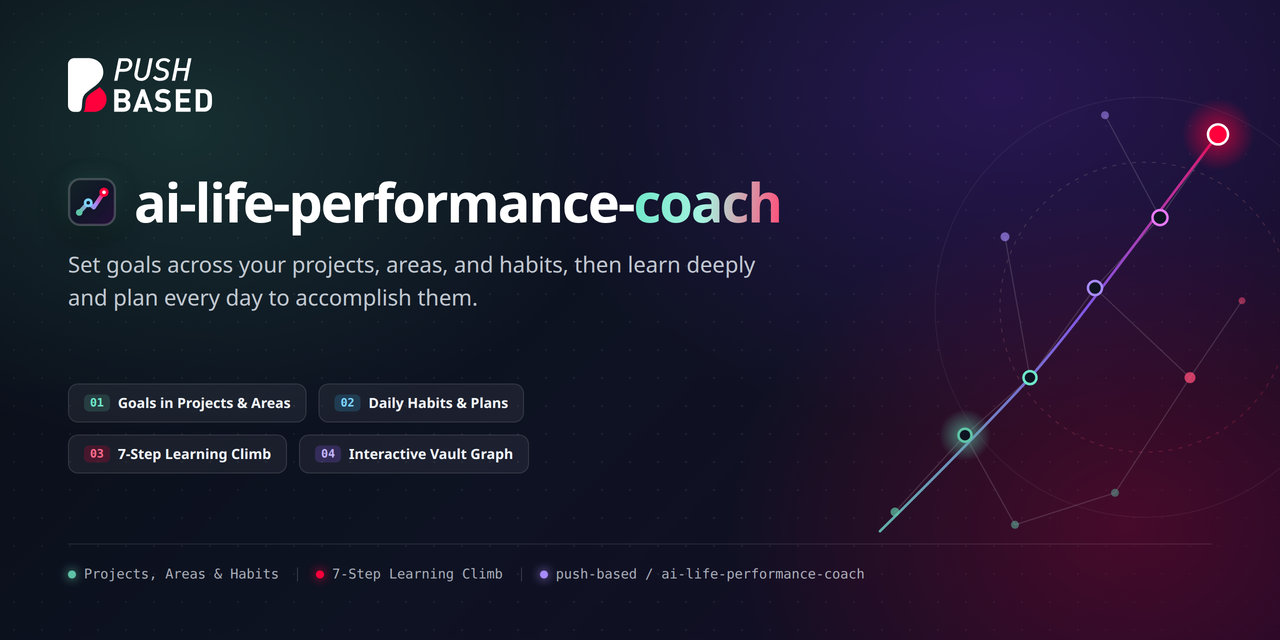 PUSH
BASED
ai-life-performance-coach
Set goals across your projects, areas, and habits, then learn deeply
and plan every day to accomplish them.
01 Goals in Projects & Areas
02 Daily Habits & Plans
03 7-Step Learning Climb
04 Interactive Vault Graph
Projects, Areas & Habits
7-Step Learning Climb
push-based / ai-life-performance-coach